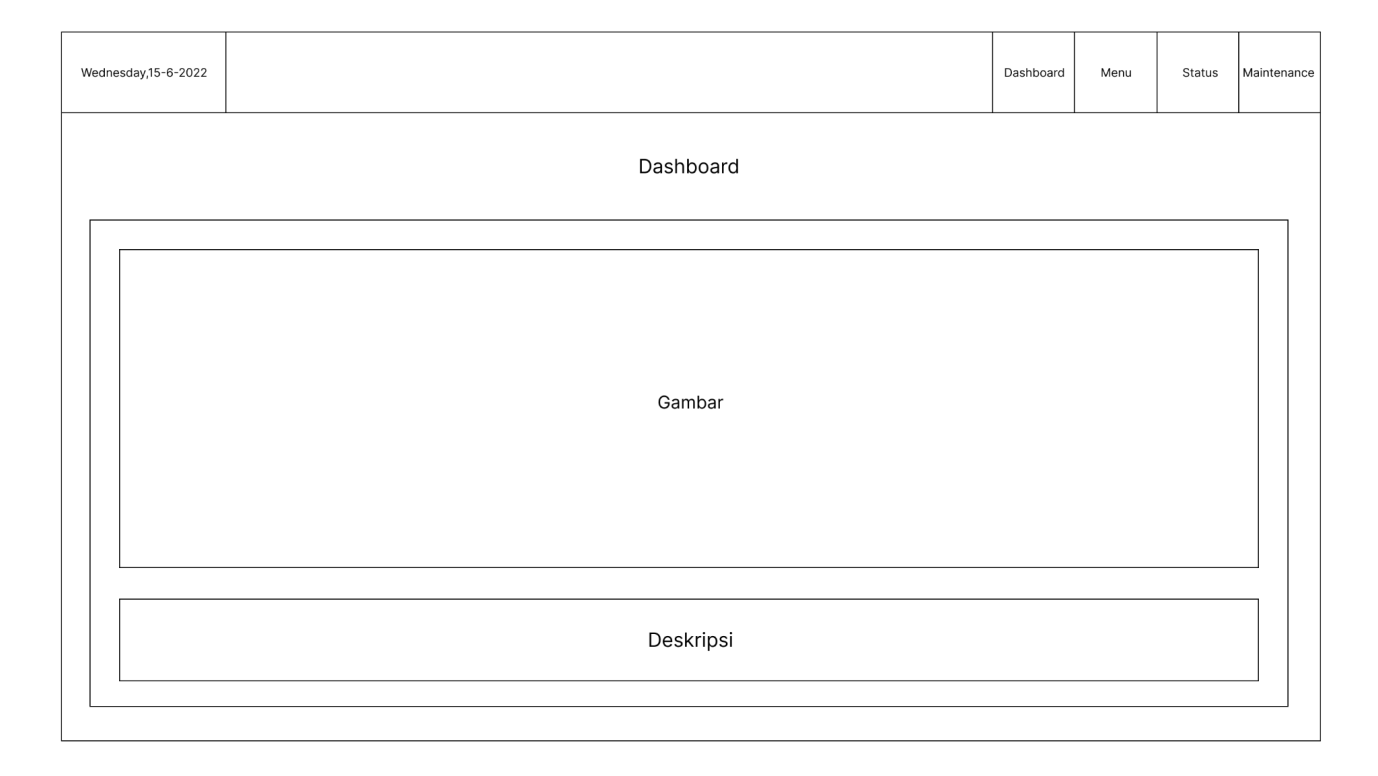 Wednesday,15-6-2022
Dashboard
Menu
Status
Maintenance
Dashboard
Gambar
Deskripsi